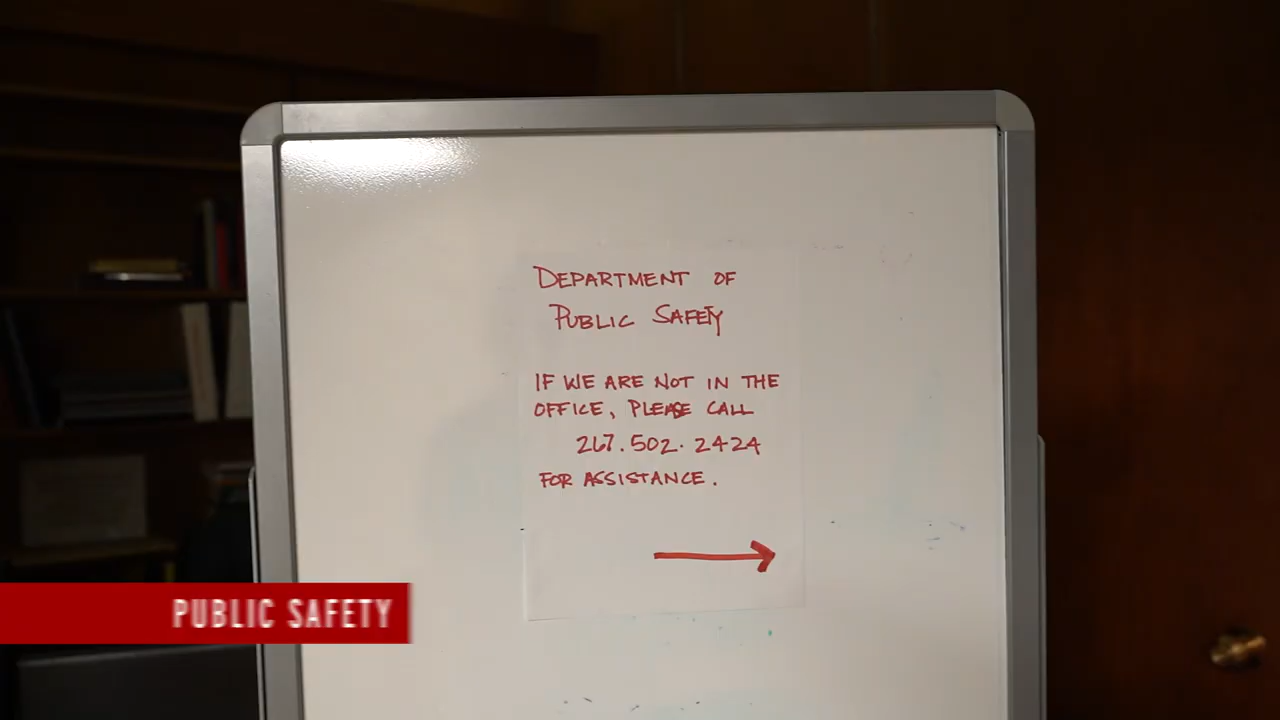 DEPARTMENT OF
PUBLIC SAFETY
IF WE ARE NOT IN THE
OFFICE, PLEASE CALL
267.502.2424
FOR ASSISTANCE.
PUBLIC SAFETY